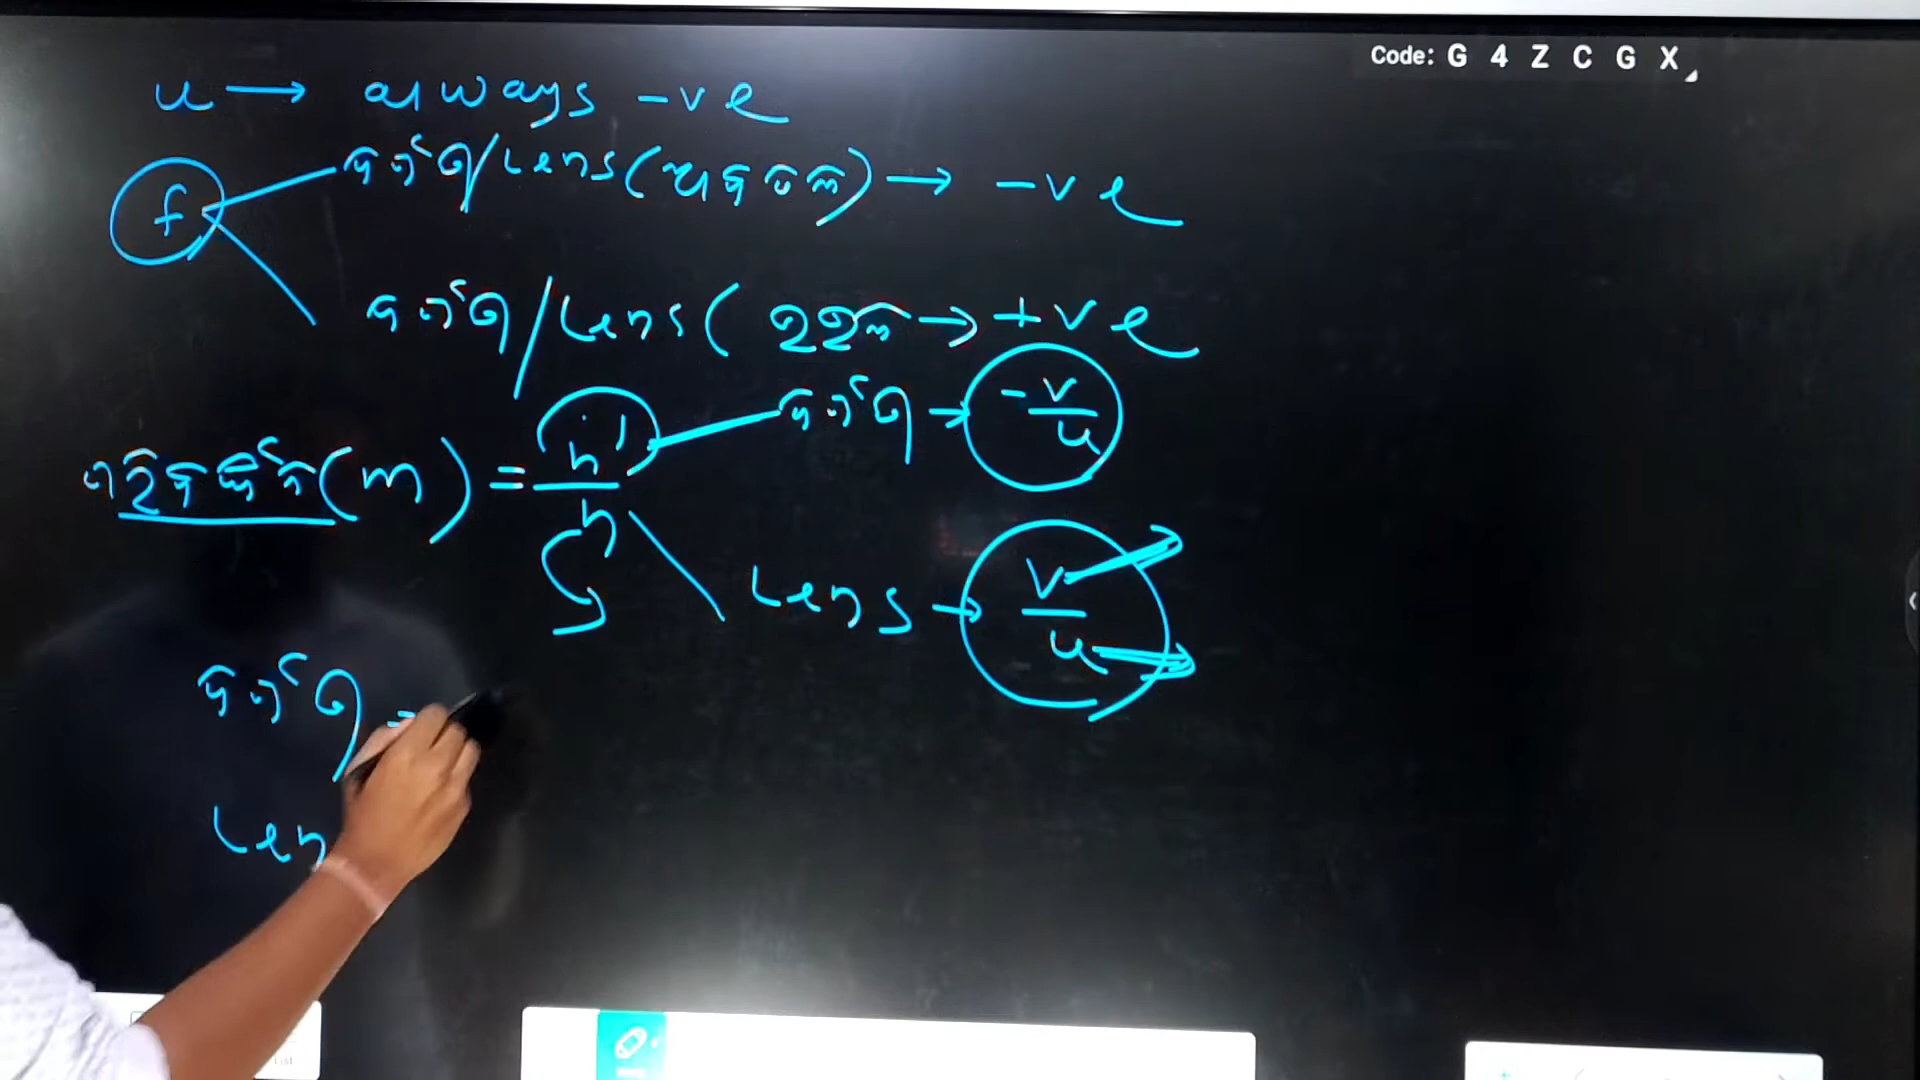 u → always -ve
f ଦର୍ପଣ/lens(ଅବତଳ) → -ve
ଦର୍ପଣ/lens( ଉତ୍ତଳ → +ve
ଦର୍ପଣ → -v/u
ପରିବର୍ଦ୍ଧନ (m) = h'/h
lens → v/u
ଦର୍ପଣ =
len
Code: G 4 Z C G X